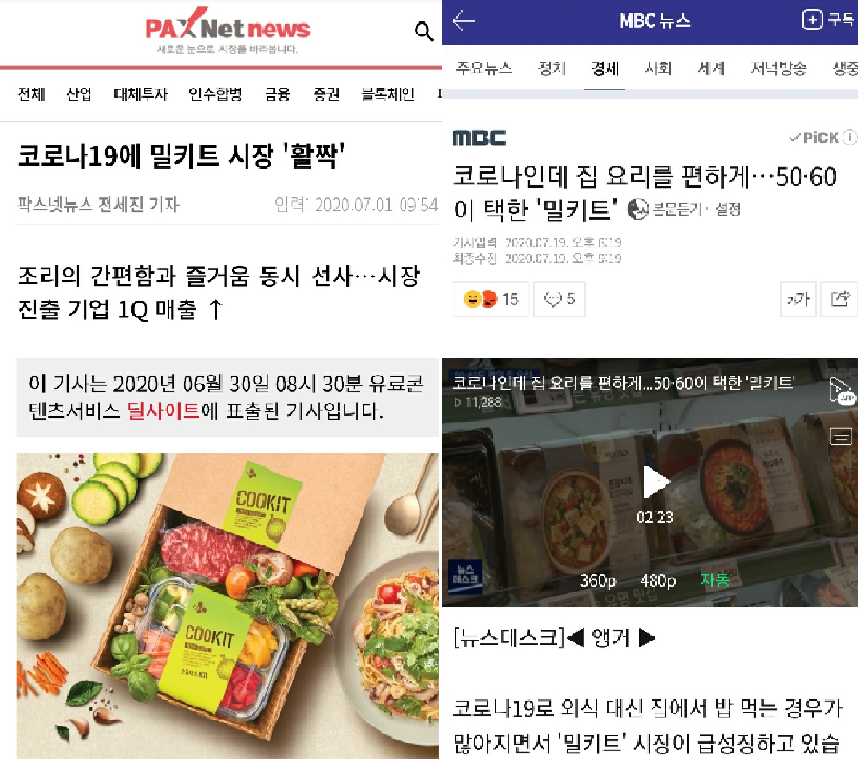 PAXNetnews
새로운 눈으로 시장을 바라봅니다.
전체 산업 대체투자 인수합병 금융 증권 블록체인
코로나19에 밀키트 시장 '활짝'
팍스넷뉴스 전세진 기자 입력: 2020.07.01 09:54
조리의 간편함과 즐거움 동시 선사…시장
진출 기업 1Q 매출 ↑
이 기사는 2020년 06월 30일 08시 30분 유료콘
텐츠서비스 딜사이트에 표출된 기사입니다.
COOKIT
COOKIT
MBC 뉴스
구독
주요뉴스 정치 경제 사회 세계 저녁방송 생중
MBC
PiCK
코로나인데 집 요리를 편하게…50·60
이 택한 '밀키트' 본문듣기 · 설정
기사입력 2020.07.19. 오후 8:19
최종수정 2020.07.19. 오후 8:19
15 5 가가
코로나인데 집 요리를 편하게...50·60이 택한 '밀키트'
11,288
02:23
뉴스
데스크
360p 480p 자동
[뉴스데스크]◀ 앵커 ▶
코로나19로 외식 대신 집에서 밥 먹는 경우가
많아지면서 '밀키트' 시장이 급성장하고 있습